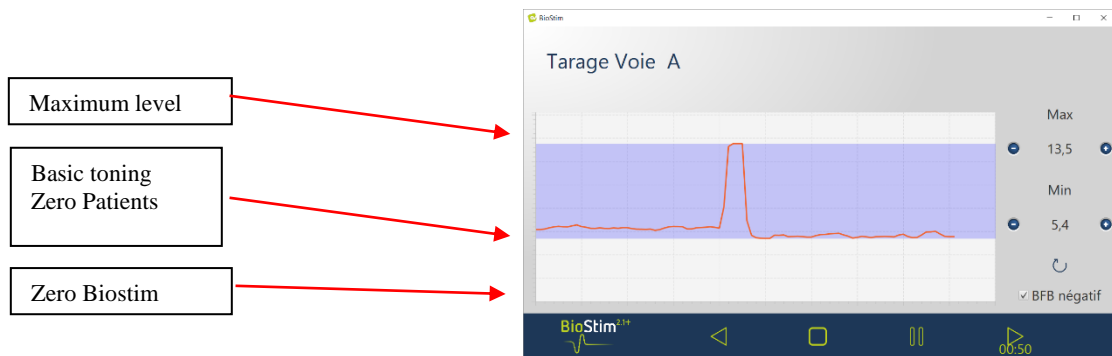 Maximum level
Basic toning
Zero Patients
Zero Biostim
BioStim
Tarage Voie A
Max
13,5
Min
5,4
BFB négatif
BioStim 2.1+
00:50